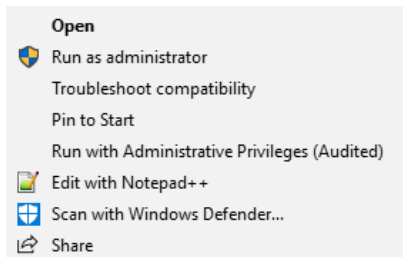 Open
Run as administrator
Troubleshoot compatibility
Pin to Start
Run with Administrative Privileges (Audited)
Edit with Notepad++
Scan with Windows Defender...
Share